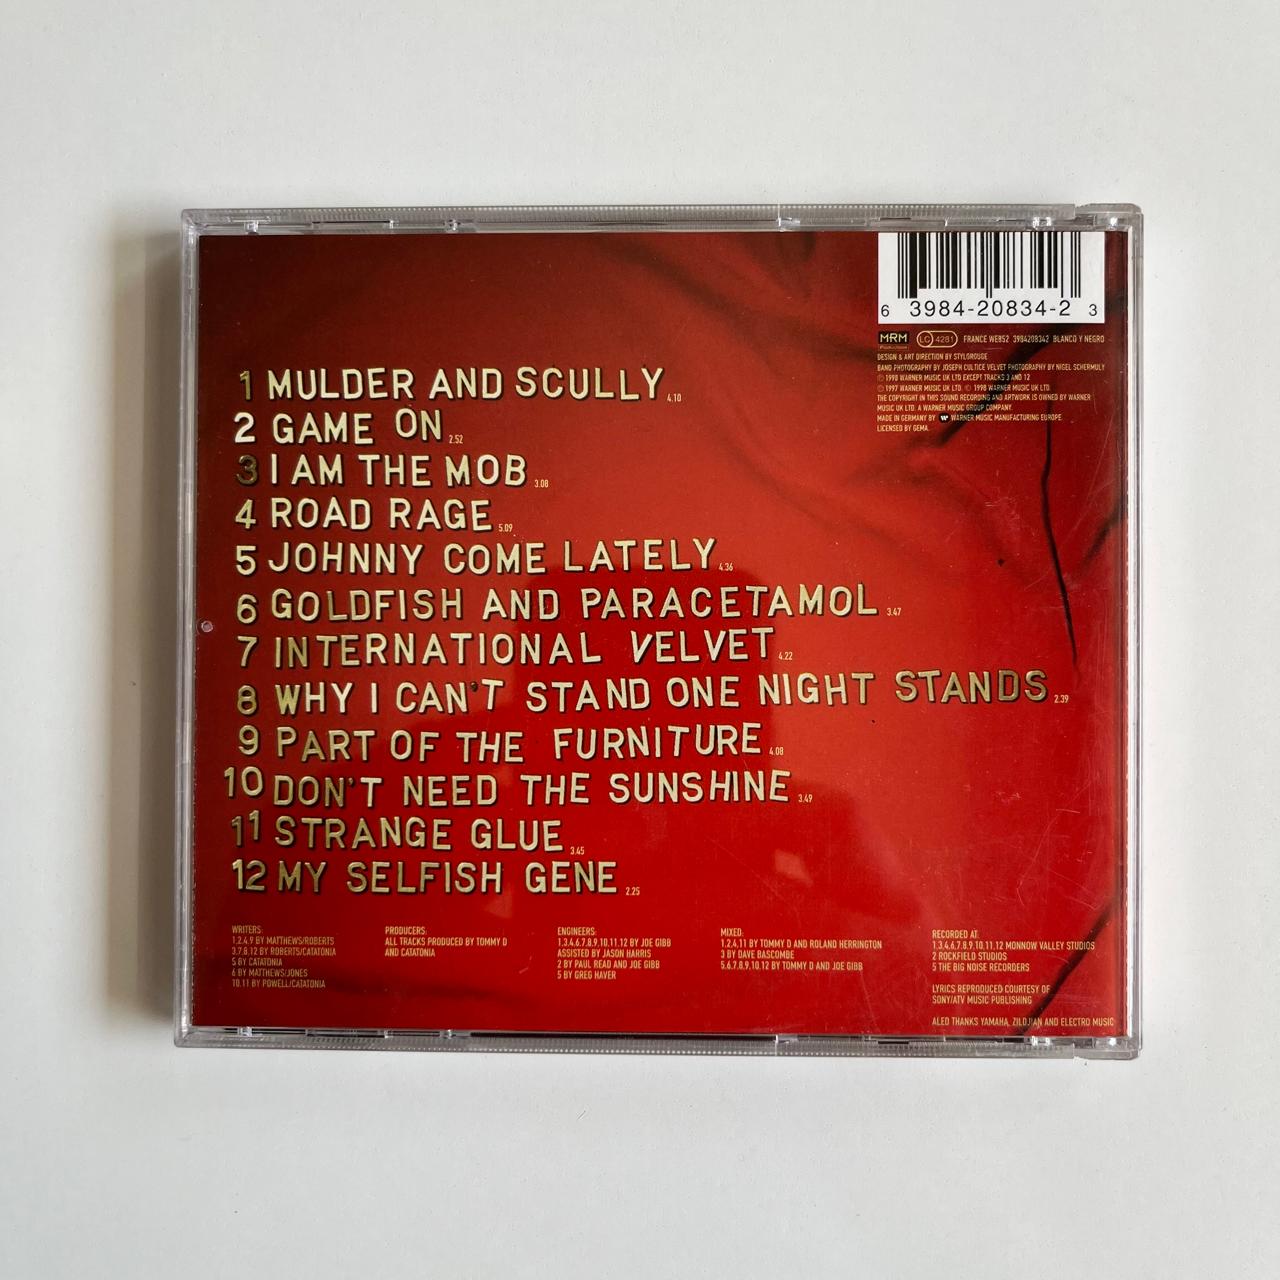 6 3984-20834-2 3
MRM
LC 4281
FRANCE WE852 3984208342 BLANCO Y NEGRO
DESIGN & ART DIRECTION BY STYLOROUGE
BAND PHOTOGRAPHY BY JOSEPH CULTICE VELVET PHOTOGRAPHY BY NIGEL SCHERMULY
℗ 1998 WARNER MUSIC UK LTD EXCEPT TRACKS 3 AND 12
℗ 1997 WARNER MUSIC UK LTD. © 1998 WARNER MUSIC UK LTD.
THE COPYRIGHT IN THIS SOUND RECORDING AND ARTWORK IS OWNED BY WARNER
MUSIC UK LTD. A WARNER MUSIC GROUP COMPANY.
MADE IN GERMANY BY WARNER MUSIC MANUFACTURING EUROPE.
LICENSED BY GEMA.
1 MULDER AND SCULLY 4.10
2 GAME ON 2.52
3 I AM THE MOB 3.08
4 ROAD RAGE 5.09
5 JOHNNY COME LATELY 4.36
6 GOLDFISH AND PARACETAMOL 3.47
7 INTERNATIONAL VELVET 4.22
8 WHY I CAN'T STAND ONE NIGHT STANDS 2.39
9 PART OF THE FURNITURE 4.08
10 DON'T NEED THE SUNSHINE 3.49
11 STRANGE GLUE 3.45
12 MY SELFISH GENE 2.25
WRITERS:
1,2,4,9 BY MATTHEWS/ROBERTS
3,7,8,12 BY ROBERTS/CATATONIA
5 BY CATATONIA
6 BY MATTHEWS/JONES
10,11 BY POWELL/CATATONIA
PRODUCERS:
ALL TRACKS PRODUCED BY TOMMY D
AND CATATONIA
ENGINEERS:
1,3,4,6,7,8,9,10,11,12 BY JOE GIBB
ASSISTED BY JASON HARRIS
2 BY PAUL READ AND JOE GIBB
5 BY GREG HAVER
MIXED:
1,2,4,11 BY TOMMY D AND ROLAND HERRINGTON
3 BY DAVE BASCOMBE
5,6,7,8,9,10,12 BY TOMMY D AND JOE GIBB
RECORDED AT:
1,3,4,6,7,8,9,10,11,12 MONNOW VALLEY STUDIOS
2 ROCKFIELD STUDIOS
5 THE BIG NOISE RECORDERS
LYRICS REPRODUCED COURTESY OF
SONY/ATV MUSIC PUBLISHING
ALED THANKS YAMAHA, ZILDJIAN AND ELECTRO MUSIC